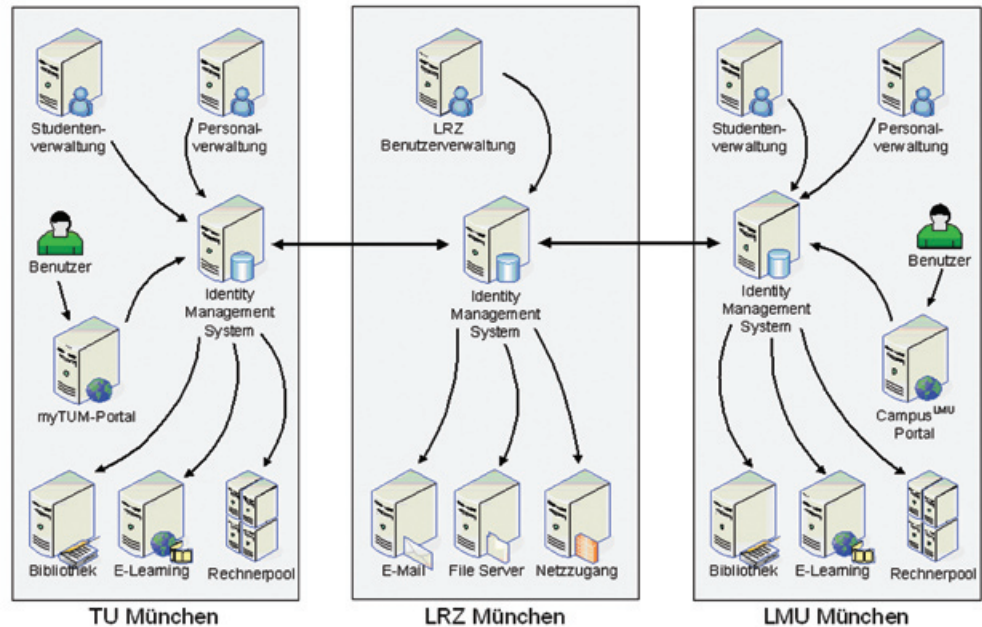 Studenten-
verwaltung
Personal-
verwaltung
Benutzer
Identity
Management
System
myTUM-Portal
Bibliothek
E-Learning
Rechnerpool
TU München
LRZ
Benutzerverwaltung
Identity
Management
System
E-Mail
File Server
Netzzugang
LRZ München
Studenten-
verwaltung
Personal-
verwaltung
Benutzer
Identity
Management
System
Campus LMU
Portal
Bibliothek
E-Learning
Rechnerpool
LMU München